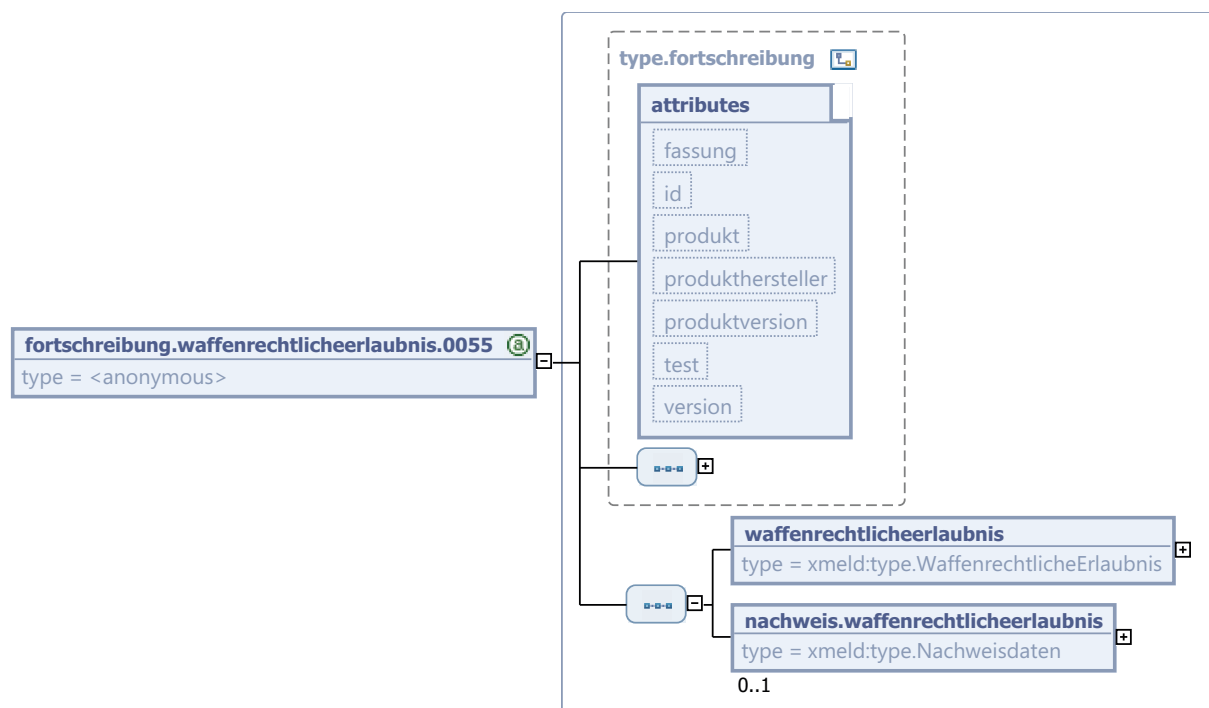 type.fortschreibung
attributes
fassung
id
produkt
produkthersteller
produktversion
test
version
fortschreibung.waffenrechtlicheerlaubnis.0055 a
type = <anonymous>
waffenrechtlicheerlaubnis
type = xmeld:type.WaffenrechtlicheErlaubnis
nachweis.waffenrechtlicheerlaubnis
type = xmeld:type.Nachweisdaten
0..1